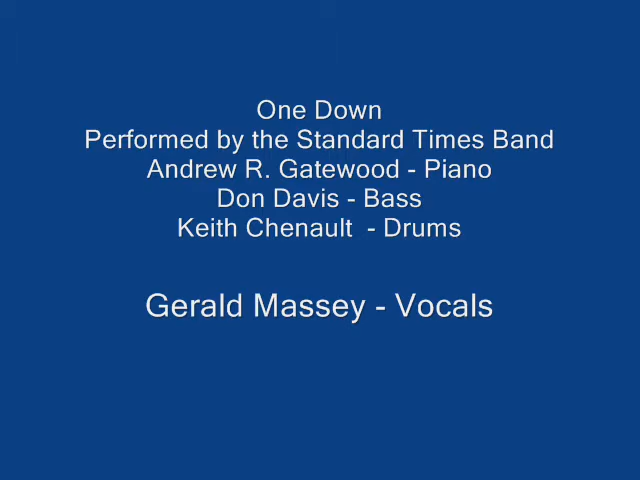 One Down
Performed by the Standard Times Band
Andrew R. Gatewood - Piano
Don Davis - Bass
Keith Chenault  - Drums
Gerald Massey - Vocals